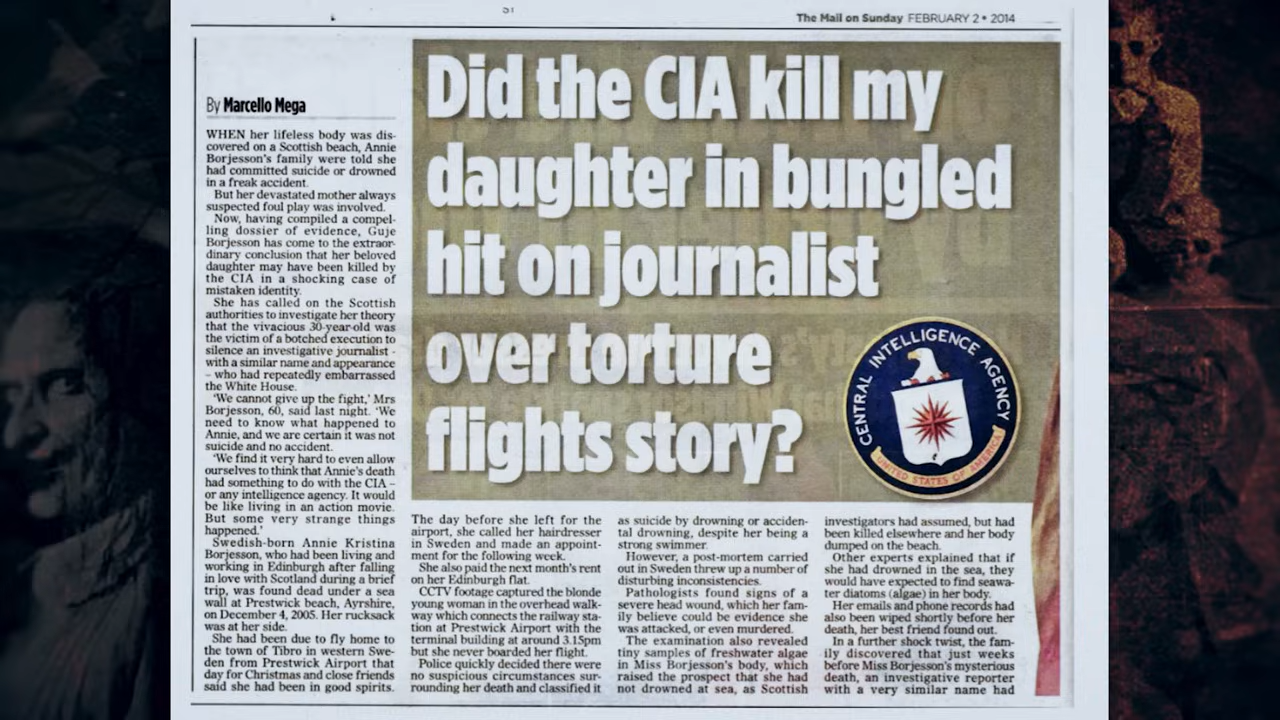 The Mail on Sunday FEBRUARY 2 • 2014
By Marcello Mega
Did the CIA kill my
daughter in bungled
hit on journalist
over torture
flights story?
CENTRAL INTELLIGENCE AGENCY
UNITED STATES OF AMERICA
WHEN her lifeless body was dis-
covered on a Scottish beach, Annie
Borjesson's family were told she
had committed suicide or drowned
in a freak accident.
But her devastated mother always
suspected foul play was involved.
Now, having compiled a compel-
ling dossier of evidence, Guje
Borjesson has come to the extraor-
dinary conclusion that her beloved
daughter may have been killed by
the CIA in a shocking case of
mistaken identity.
She has called on the Scottish
authorities to investigate her theory
that the vivacious 30-year-old was
the victim of a botched execution to
silence an investigative journalist -
with a similar name and appearance
– who had repeatedly embarrassed
the White House.
'We cannot give up the fight,' Mrs
Borjesson, 60, said last night. 'We
need to know what happened to
Annie, and we are certain it was not
suicide and no accident.
'We find it very hard to even allow
ourselves to think that Annie's death
had something to do with the CIA –
or any intelligence agency. It would
be like living in an action movie.
But some very strange things
happened.'
Swedish-born Annie Kristina
Borjesson, who had been living and
working in Edinburgh after falling
in love with Scotland during a brief
trip, was found dead under a sea
wall at Prestwick beach, Ayrshire,
on December 4, 2005. Her rucksack
was at her side.
She had been due to fly home to
the town of Tibro in western Swe-
den from Prestwick Airport that
day for Christmas and close friends
said she had been in good spirits.
The day before she left for the
airport, she called her hairdresser
in Sweden and made an appoint-
ment for the following week.
She also paid the next month's rent
on her Edinburgh flat.
CCTV footage captured the blonde
young woman in the overhead walk-
way which connects the railway sta-
tion at Prestwick Airport with the
terminal building at around 3.15pm
but she never boarded her flight.
Police quickly decided there were
no suspicious circumstances sur-
rounding her death and classified it
as suicide by drowning or acciden-
tal drowning, despite her being a
strong swimmer.
However, a post-mortem carried
out in Sweden threw up a number of
disturbing inconsistencies.
Pathologists found signs of a
severe head wound, which her fam-
ily believe could be evidence she
was attacked, or even murdered.
The examination also revealed
tiny samples of freshwater algae
in Miss Borjesson's body, which
raised the prospect she she had
not drowned at sea, as Scottish
investigators had assumed, but had
been killed elsewhere and her body
dumped on the beach.
Other experts explained that if
she had drowned in the sea, they
would have expected to find seawa-
ter diatoms (algae) in her body.
Her emails and phone records had
also been wiped shortly before her
death, her best friend found out.
In a further shock twist, the fam-
ily discovered that just weeks
before Miss Borjesson's mysterious
death, an investigative reporter
with a very similar name had